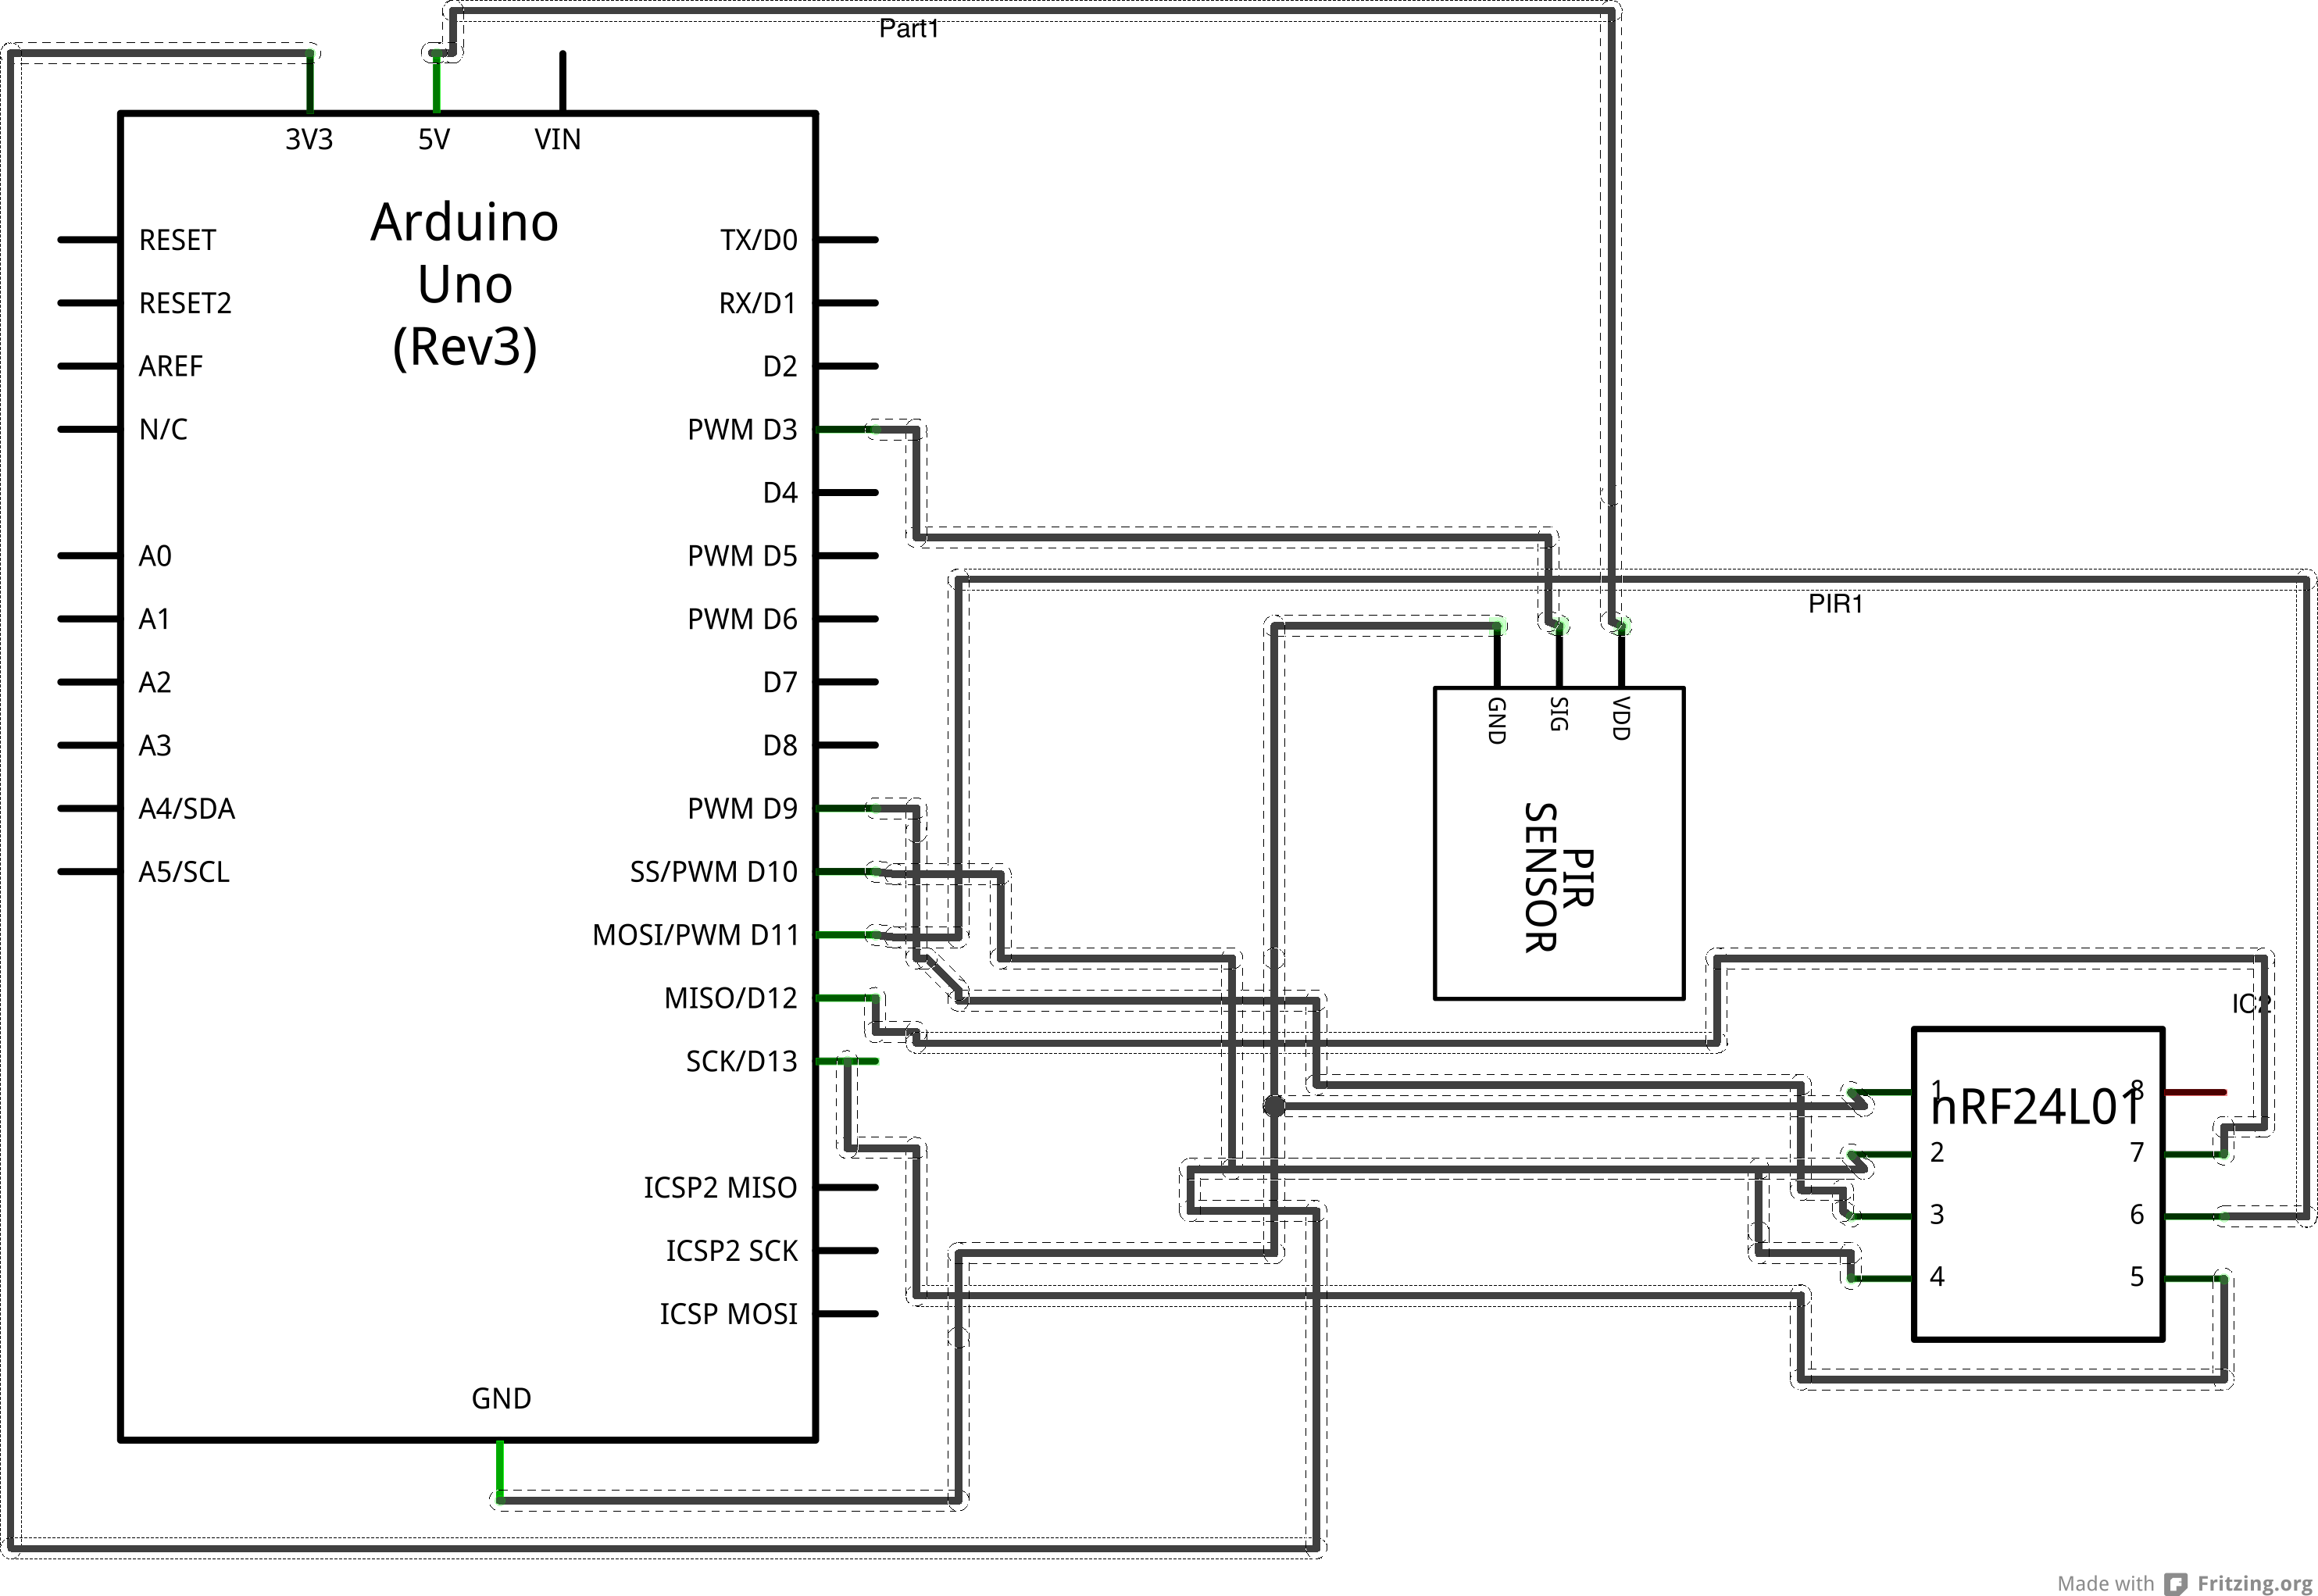 Part1
3V3 5V VIN
Arduino
Uno
(Rev3)
RESET TX/D0
RESET2 RX/D1
AREF D2
N/C PWM D3
D4
A0 PWM D5
A1 PWM D6
A2 D7
A3 D8
A4/SDA PWM D9
A5/SCL SS/PWM D10
MOSI/PWM D11
MISO/D12
SCK/D13
ICSP2 MISO
ICSP2 SCK
ICSP MOSI
GND
PIR1
GND
SIG
VDD
PIR
SENSOR
IC2
1 8
hRF24L01
2 7
3 6
4 5
Made with Fritzing.org